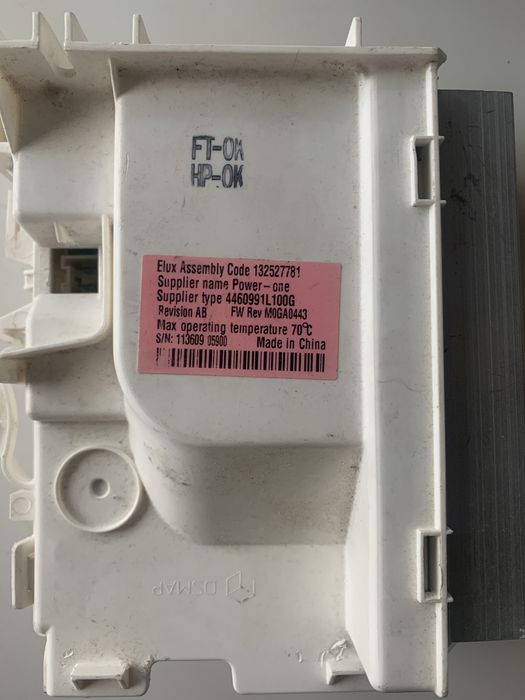 FT-OK
HP-OK
Elux Assembly Code 132527781
Supplier name Power-one
Supplier type 4460991L100G
Revision AB FW Rev M0GA0443
Max operating temperature 70°C
S/N: 113609 05900 Made in China
DSMAP